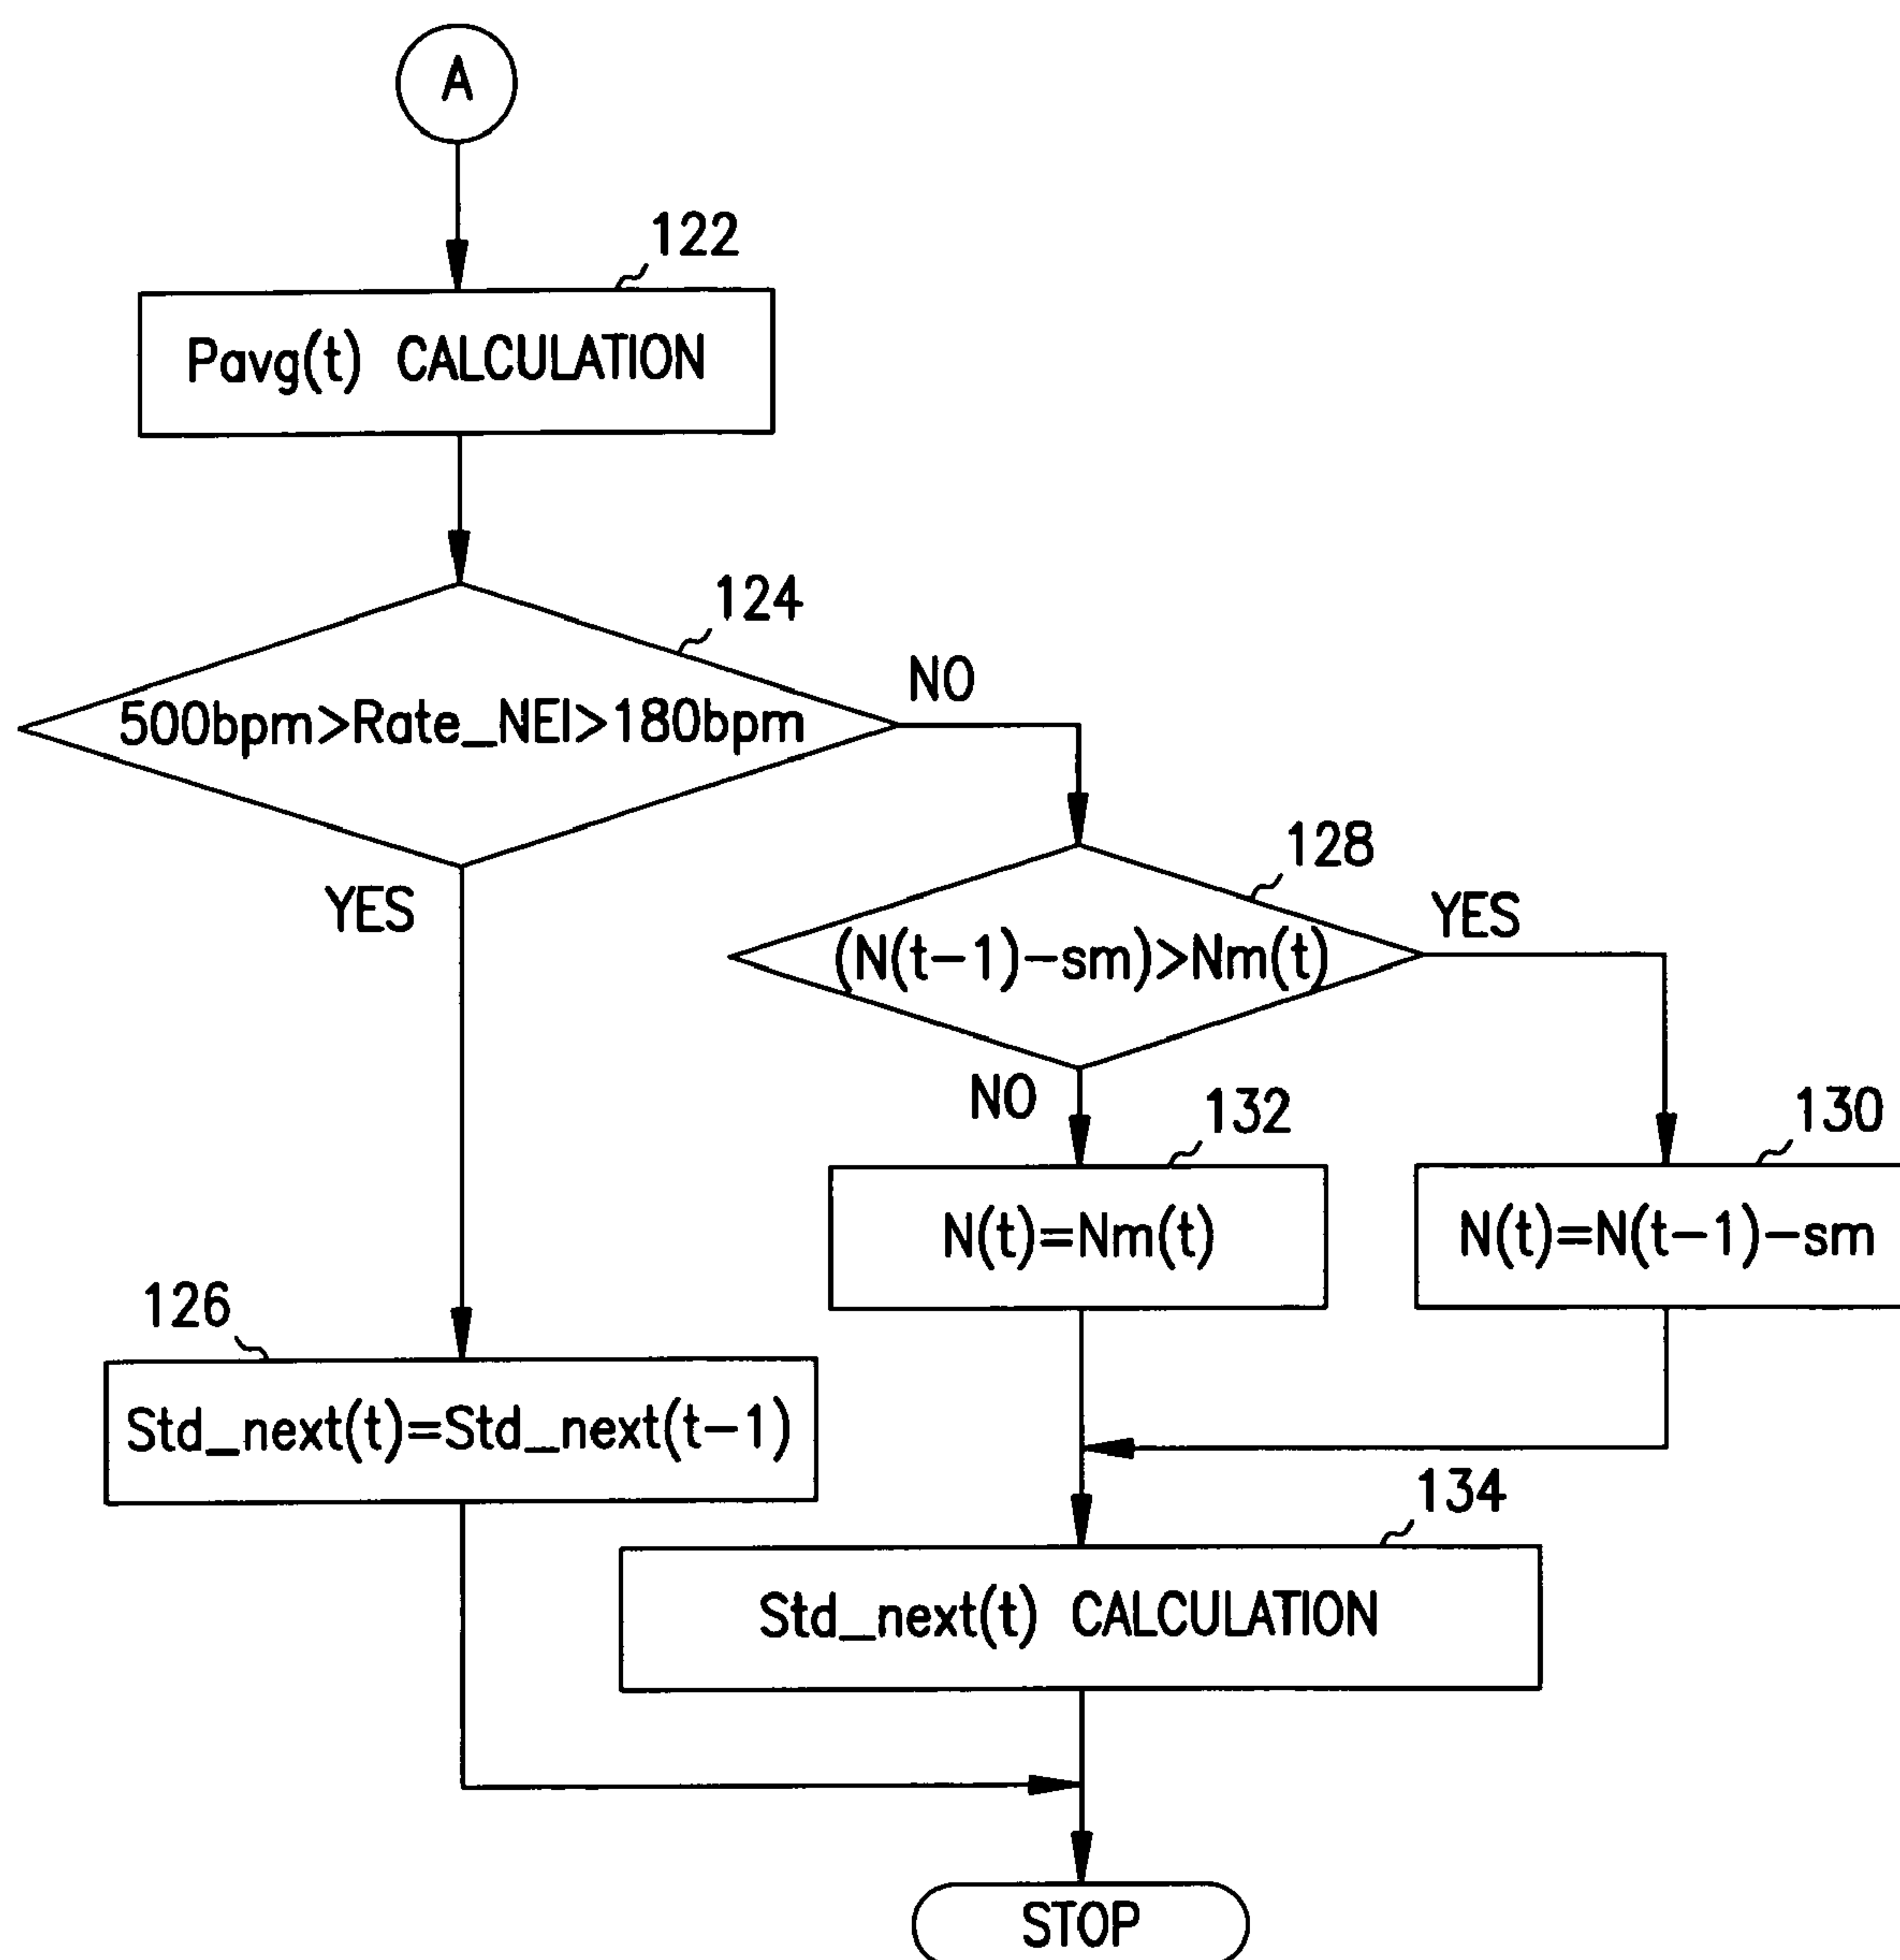 A
122
Pavg(t) CALCULATION
124
500bpm>Rate_NEI>180bpm
NO
YES
128
(N(t-1)-sm)>Nm(t)
YES
NO
132
N(t)=Nm(t)
130
N(t)=N(t-1)-sm
126
Std_next(t)=Std_next(t-1)
134
Std_next(t) CALCULATION
STOP